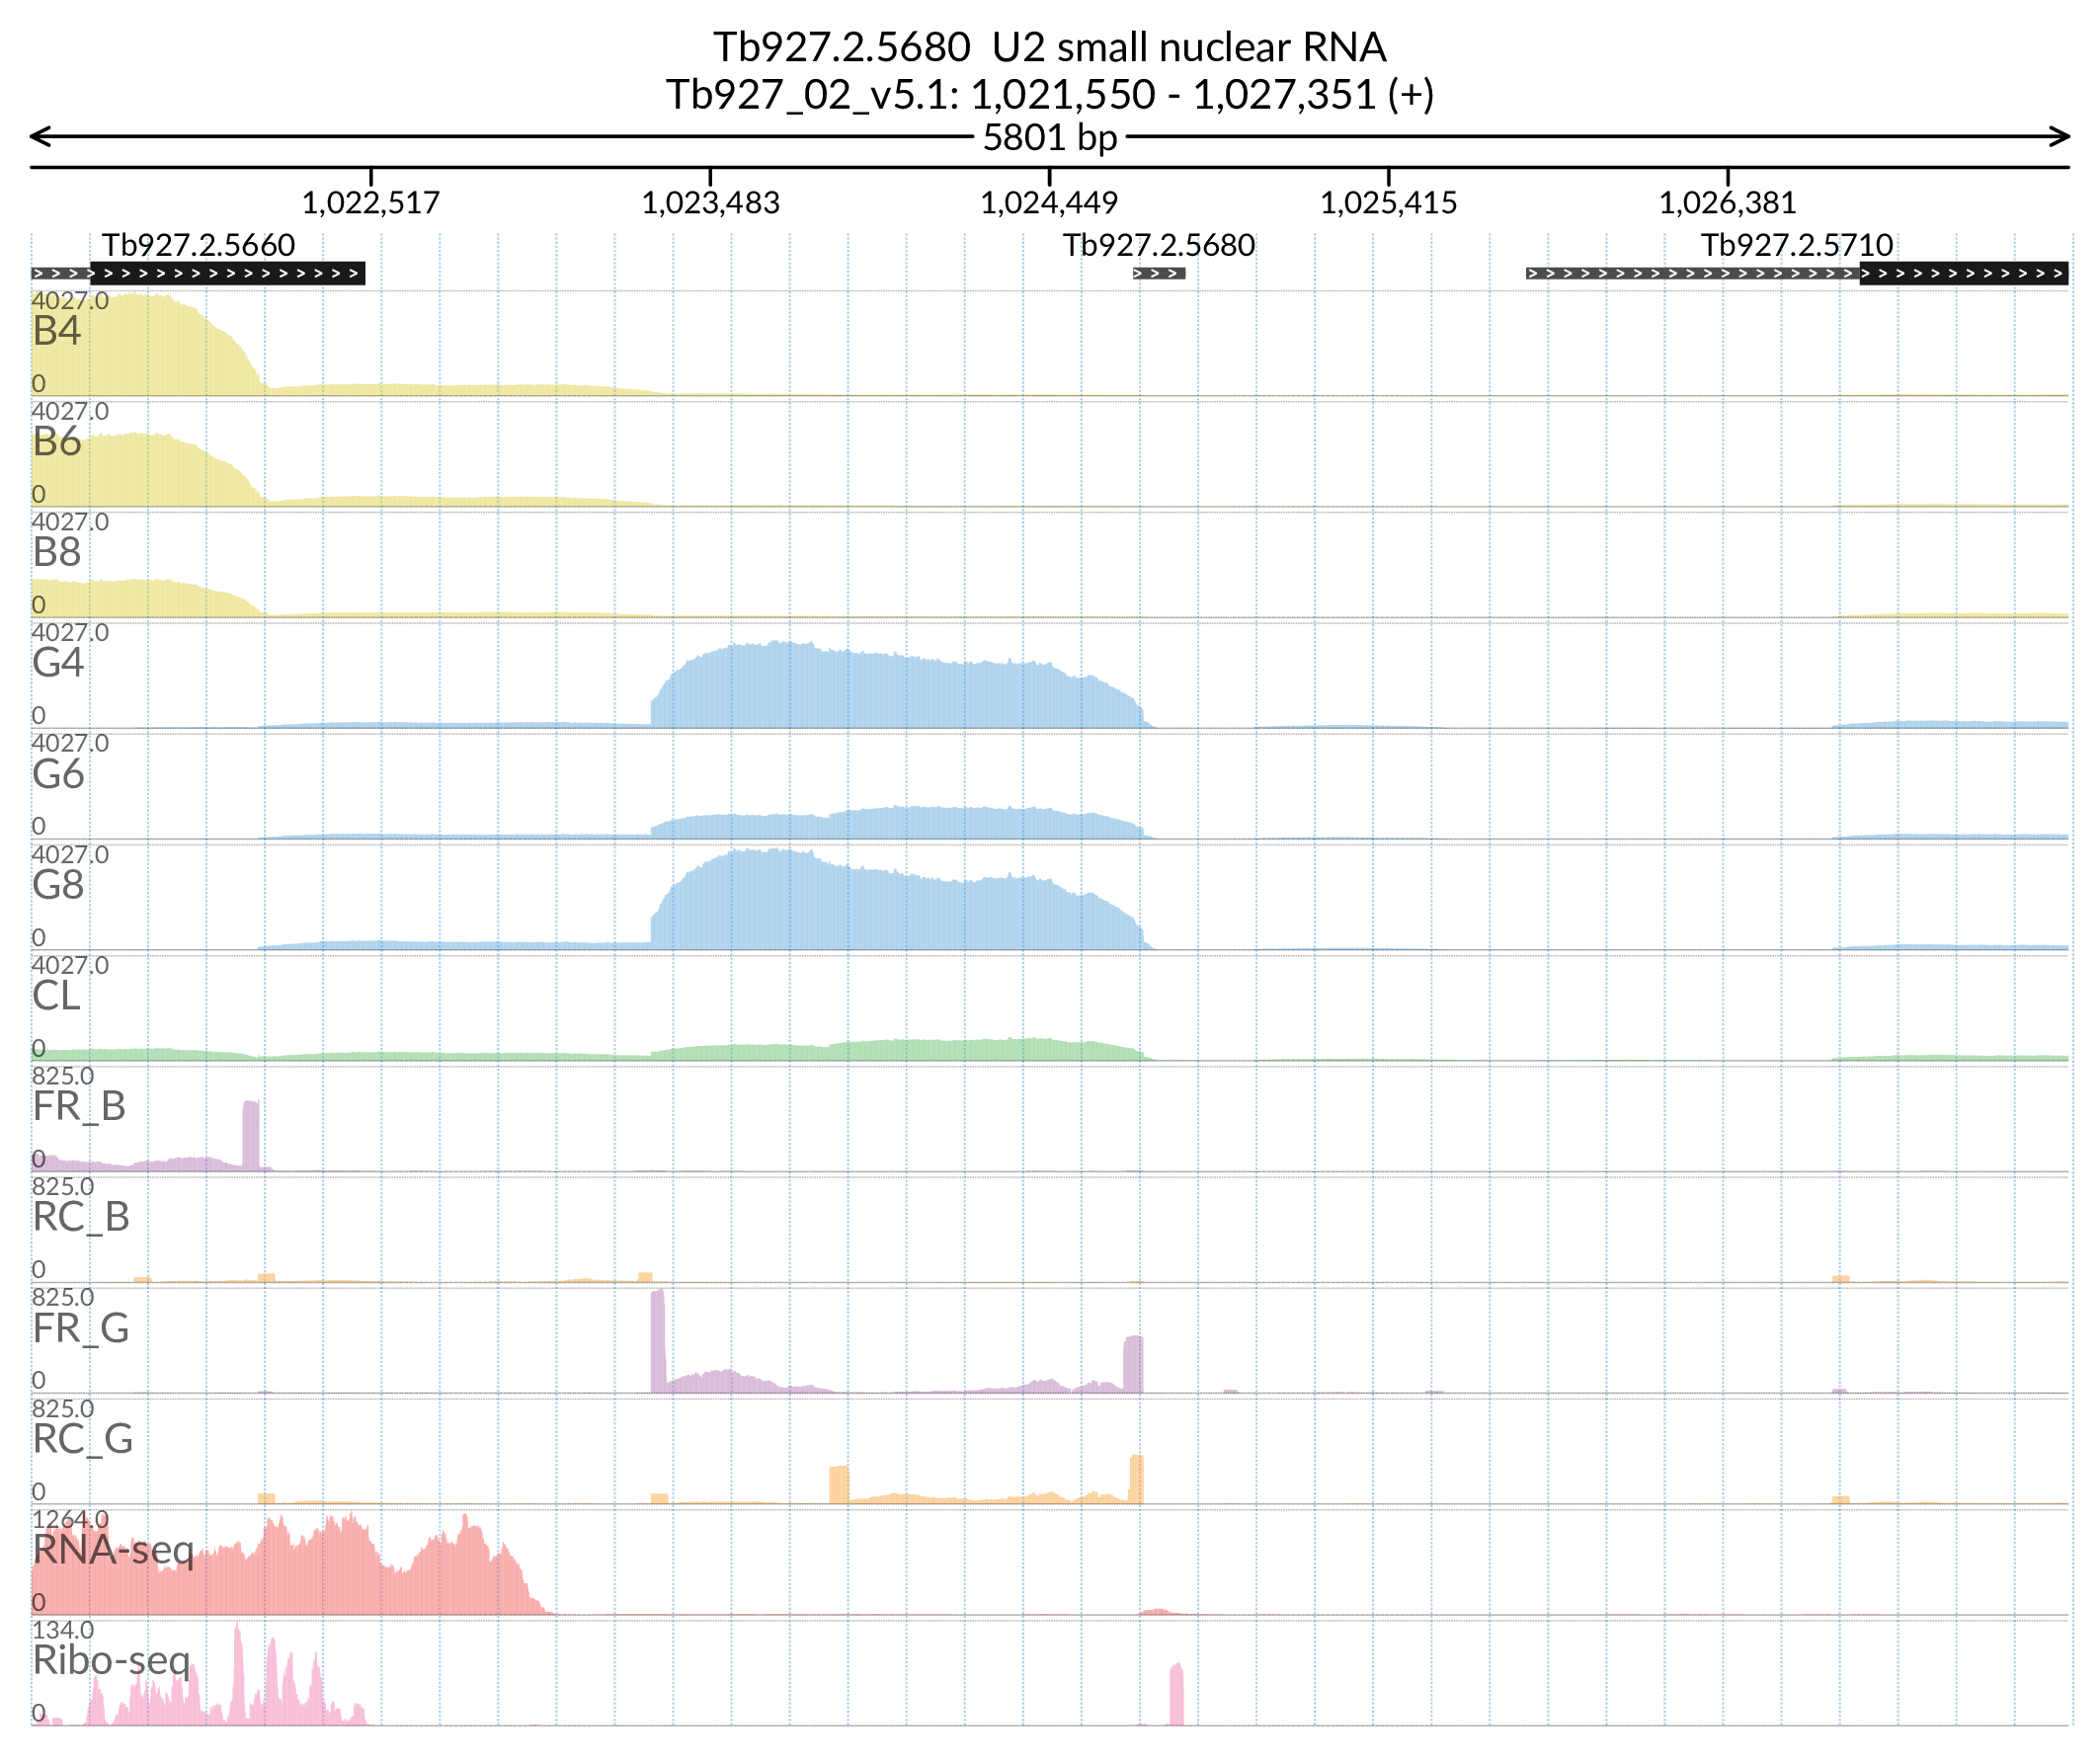 Tb927.2.5680  U2 small nuclear RNA
Tb927_02_v5.1: 1,021,550 - 1,027,351 (+)
5801 bp
1,022,517 1,023,483 1,024,449 1,025,415 1,026,381
Tb927.2.5660 Tb927.2.5680 Tb927.2.5710
4027.0
B4
0
4027.0
B6
0
4027.0
B8
0
4027.0
G4
0
4027.0
G6
0
4027.0
G8
0
4027.0
CL
0
825.0
FR_B
0
825.0
RC_B
0
825.0
FR_G
0
825.0
RC_G
0
1264.0
RNA-seq
0
134.0
Ribo-seq
0